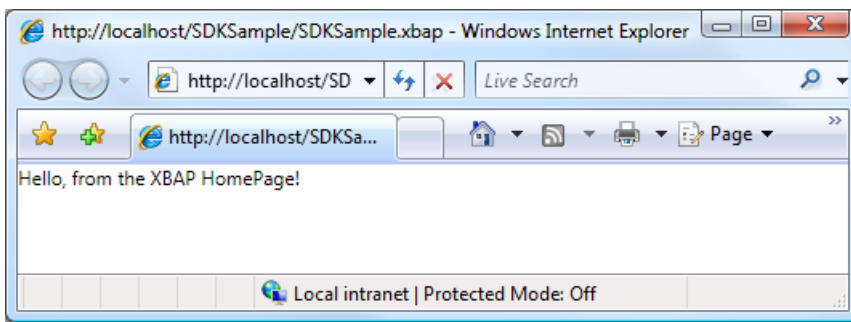 http://localhost/SDKSample/SDKSample.xbap - Windows Internet Explorer
http://localhost/SD Live Search
http://localhost/SDKSa... Page
Hello, from the XBAP HomePage!
Local intranet | Protected Mode: Off